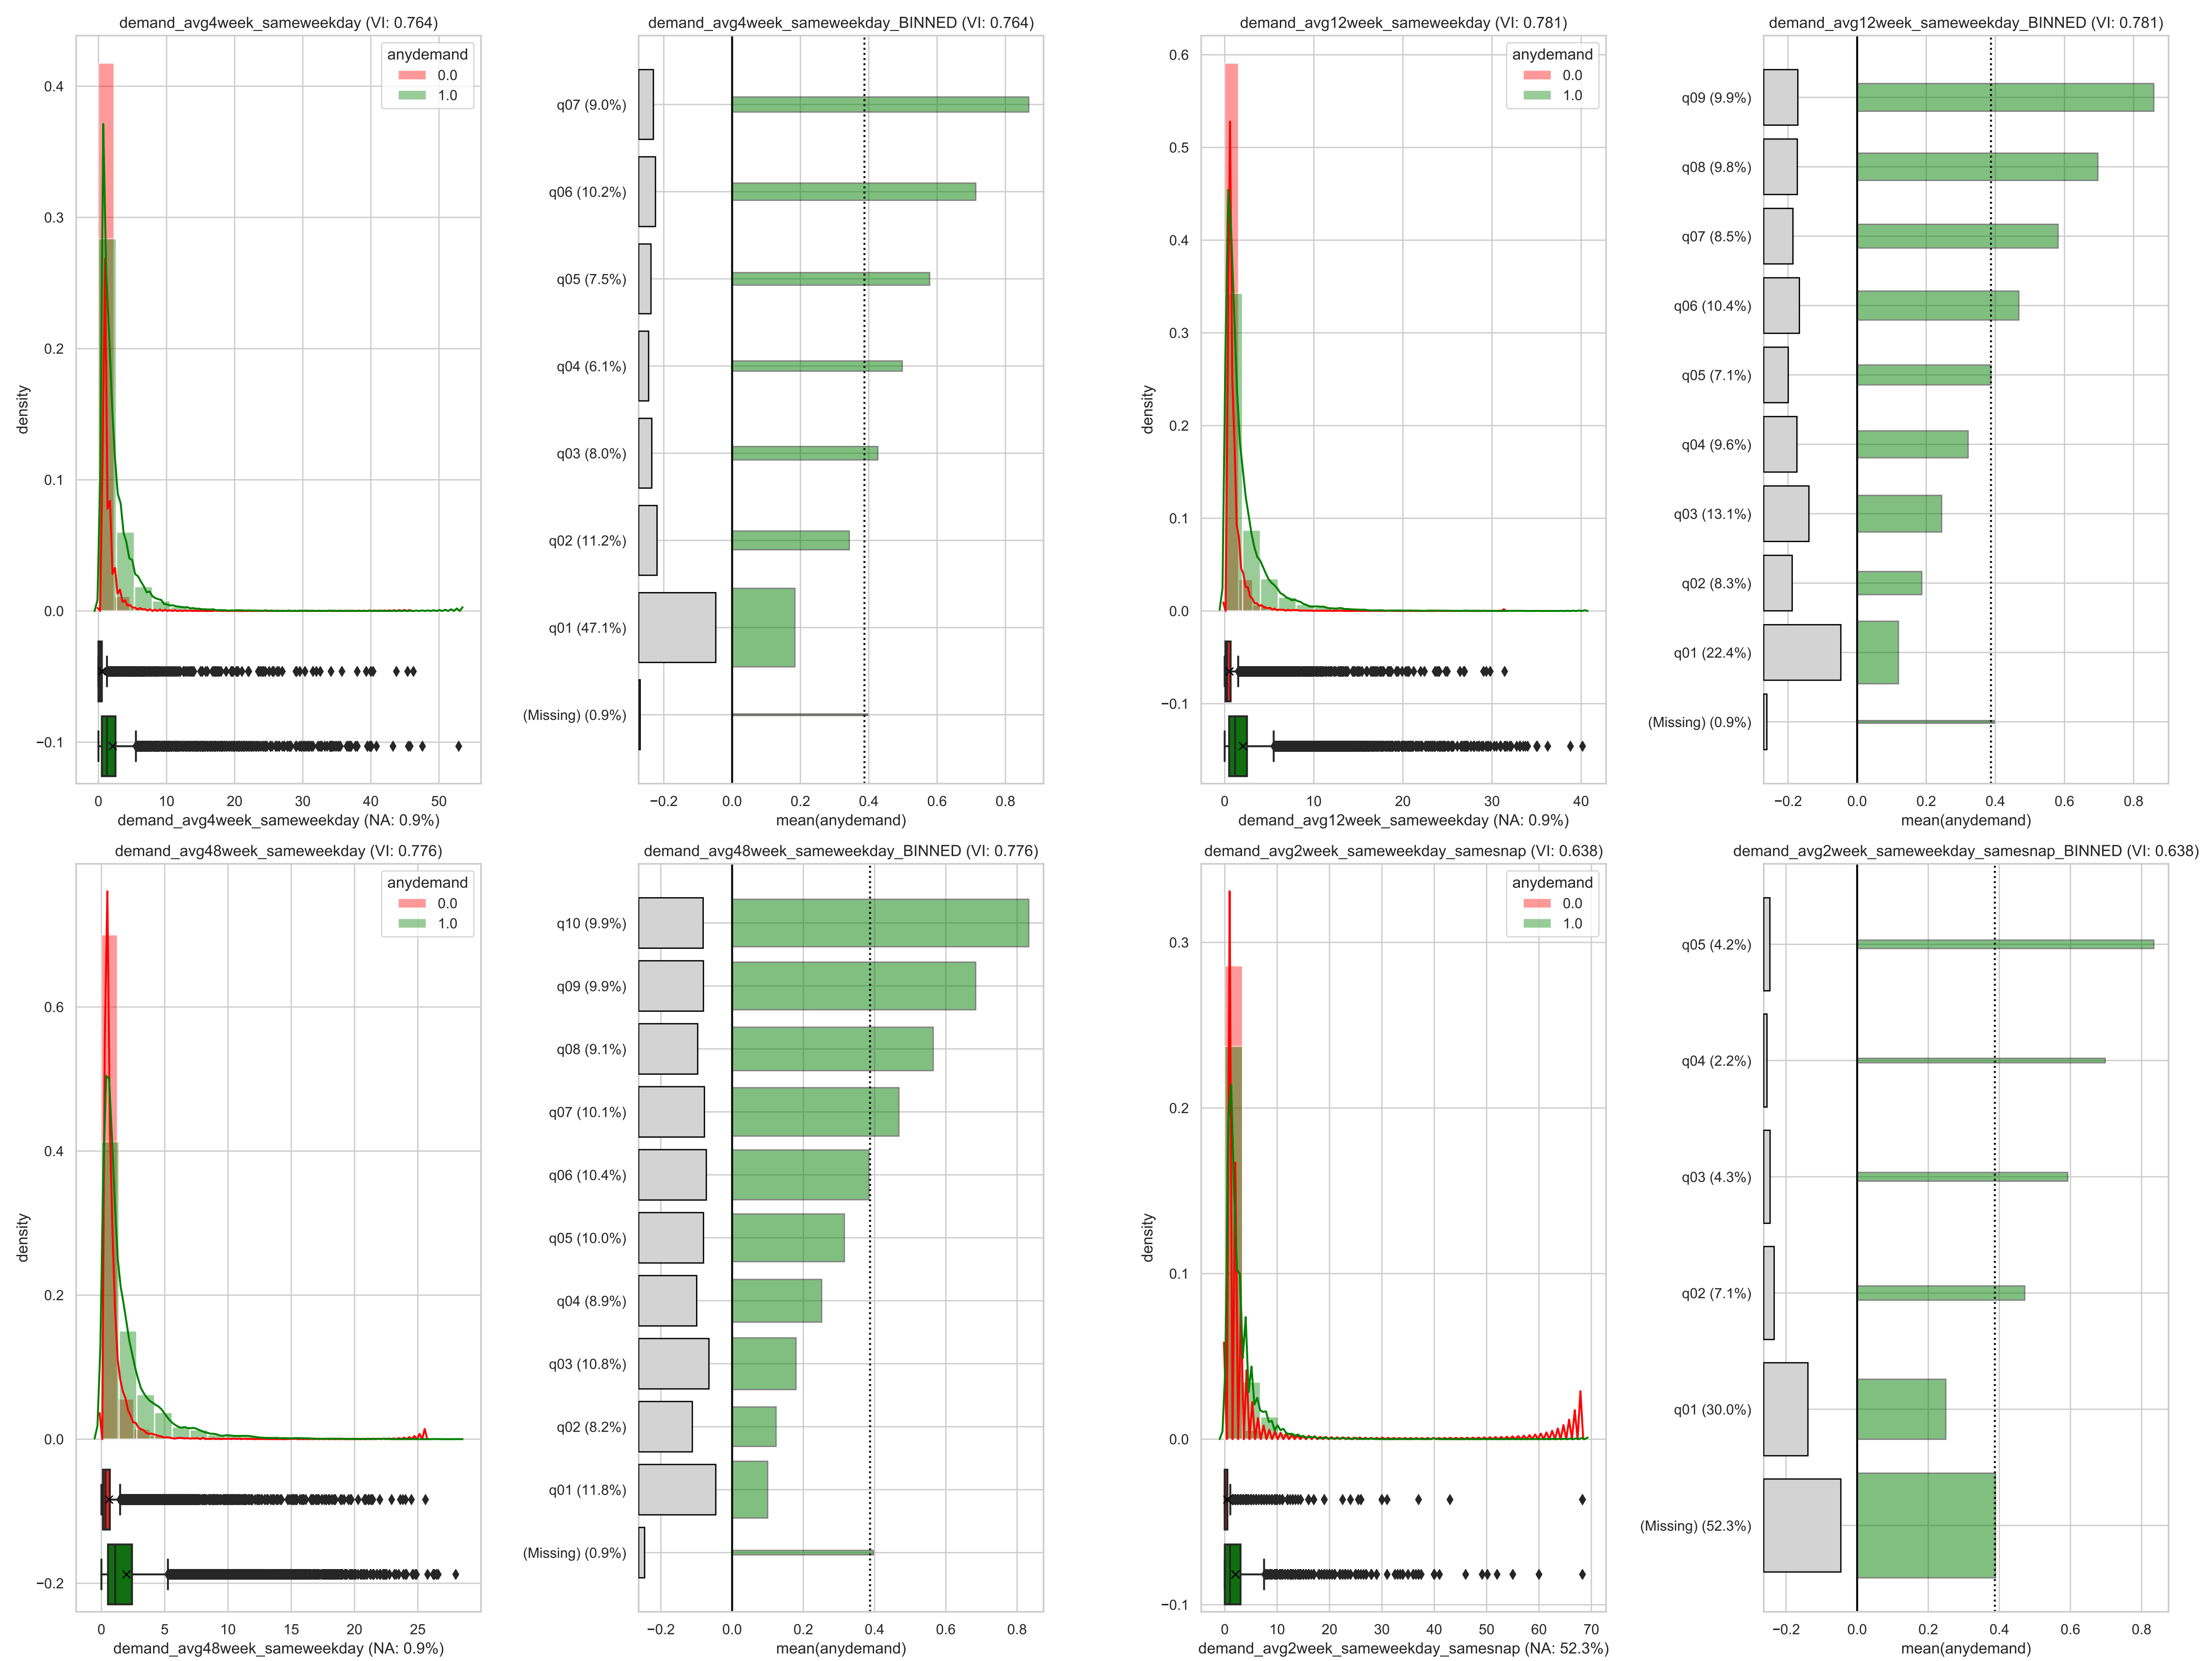 demand_avg4week_sameweekday (VI: 0.764)
anydemand
0.0
1.0
0.4
0.3
0.2
0.1
0.0
−0.1
density
0 10 20 30 40 50
demand_avg4week_sameweekday (NA: 0.9%)
demand_avg4week_sameweekday_BINNED (VI: 0.764)
q07 (9.0%)
q06 (10.2%)
q05 (7.5%)
q04 (6.1%)
q03 (8.0%)
q02 (11.2%)
q01 (47.1%)
(Missing) (0.9%)
−0.2 0.0 0.2 0.4 0.6 0.8
mean(anydemand)
demand_avg12week_sameweekday (VI: 0.781)
anydemand
0.0
1.0
0.6
0.5
0.4
0.3
0.2
0.1
0.0
−0.1
density
0 10 20 30 40
demand_avg12week_sameweekday (NA: 0.9%)
demand_avg12week_sameweekday_BINNED (VI: 0.781)
q09 (9.9%)
q08 (9.8%)
q07 (8.5%)
q06 (10.4%)
q05 (7.1%)
q04 (9.6%)
q03 (13.1%)
q02 (8.3%)
q01 (22.4%)
(Missing) (0.9%)
−0.2 0.0 0.2 0.4 0.6 0.8
mean(anydemand)
demand_avg48week_sameweekday (VI: 0.776)
anydemand
0.0
1.0
0.6
0.4
0.2
0.0
−0.2
density
0 5 10 15 20 25
demand_avg48week_sameweekday (NA: 0.9%)
demand_avg48week_sameweekday_BINNED (VI: 0.776)
q10 (9.9%)
q09 (9.9%)
q08 (9.1%)
q07 (10.1%)
q06 (10.4%)
q05 (10.0%)
q04 (8.9%)
q03 (10.8%)
q02 (8.2%)
q01 (11.8%)
(Missing) (0.9%)
−0.2 0.0 0.2 0.4 0.6 0.8
mean(anydemand)
demand_avg2week_sameweekday_samesnap (VI: 0.638)
anydemand
0.0
1.0
0.3
0.2
0.1
0.0
−0.1
density
0 10 20 30 40 50 60 70
demand_avg2week_sameweekday_samesnap (NA: 52.3%)
demand_avg2week_sameweekday_samesnap_BINNED (VI: 0.638)
q05 (4.2%)
q04 (2.2%)
q03 (4.3%)
q02 (7.1%)
q01 (30.0%)
(Missing) (52.3%)
−0.2 0.0 0.2 0.4 0.6 0.8
mean(anydemand)